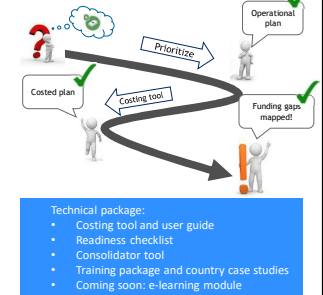 Operational
plan
Prioritize
Costed plan
Costing tool
Funding gaps
mapped!
Technical package:
• Costing tool and user guide
• Readiness checklist
• Consolidator tool
• Training package and country case studies
• Coming soon: e-learning module